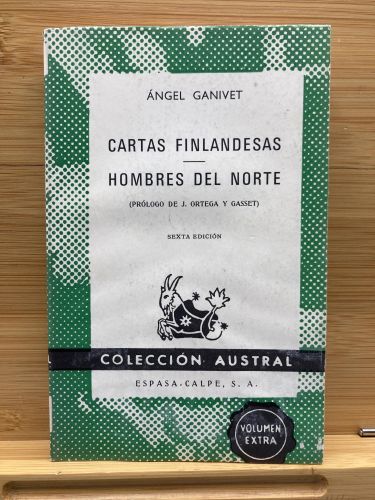 ÁNGEL GANIVET
CARTAS FINLANDESAS
HOMBRES DEL NORTE
(PRÓLOGO DE J. ORTEGA Y GASSET)
SEXTA EDICIÓN
COLECCIÓN AUSTRAL
ESPASA-CALPE, S. A.
VOLUMEN
EXTRA